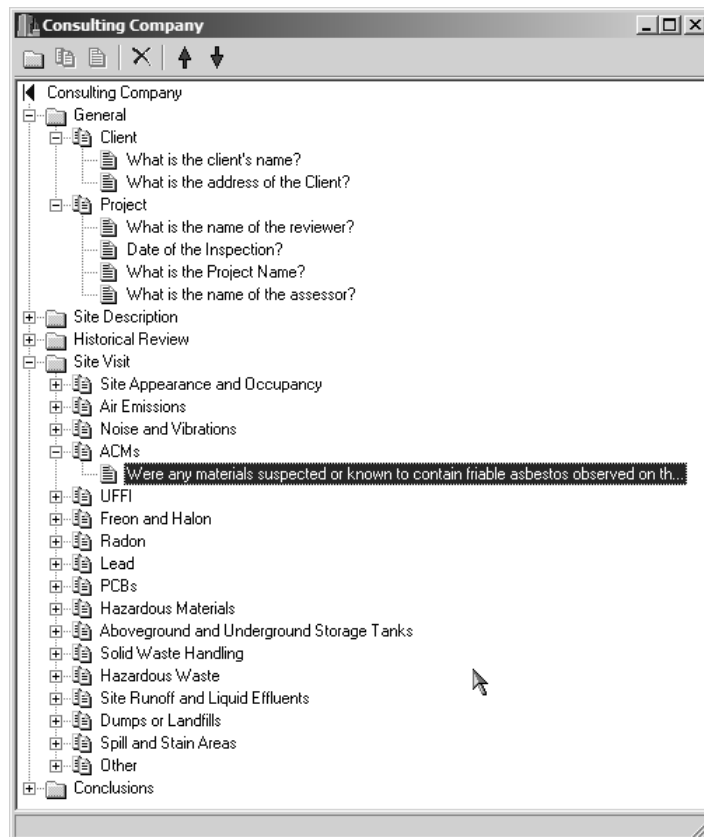 Consulting Company
Consulting Company
General
Client
What is the client's name?
What is the address of the Client?
Project
What is the name of the reviewer?
Date of the Inspection?
What is the Project Name?
What is the name of the assessor?
Site Description
Historical Review
Site Visit
Site Appearance and Occupancy
Air Emissions
Noise and Vibrations
ACMs
Were any materials suspected or known to contain friable asbestos observed on th...
UFFI
Freon and Halon
Radon
Lead
PCBs
Hazardous Materials
Aboveground and Underground Storage Tanks
Solid Waste Handling
Hazardous Waste
Site Runoff and Liquid Effluents
Dumps or Landfills
Spill and Stain Areas
Other
Conclusions